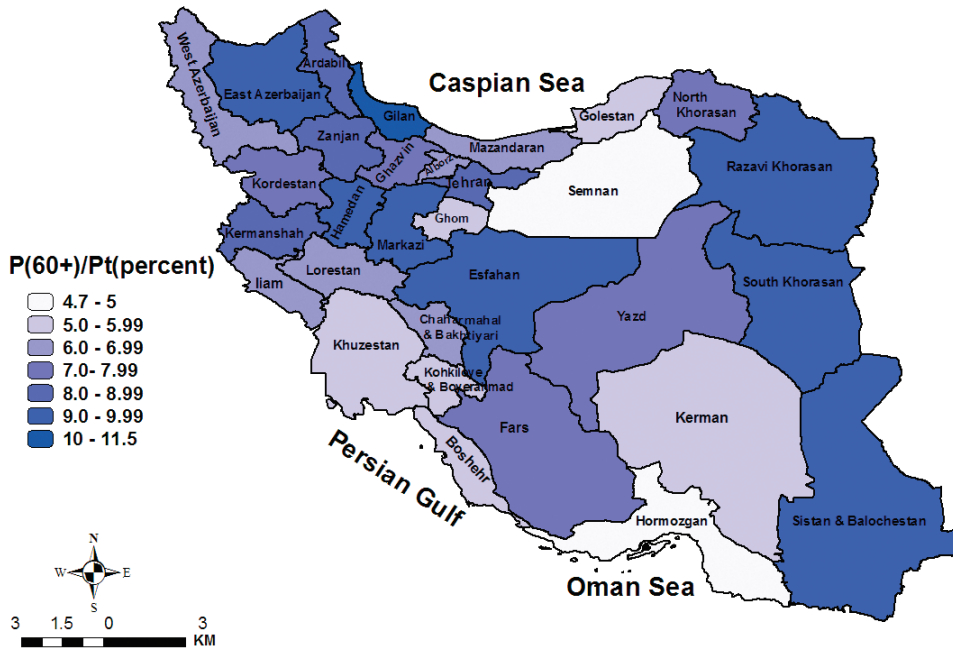 Caspian Sea
West Azerbaijan
East Azerbaijan
Ardabil
Gilan
Zanjan
Ghazvin
Alborz
Tehran
Mazandaran
Golestan
North
Khorasan
Razavi Khorasan
Semnan
Kordestan
Hamedan
Kermanshah
Markazi
Ghom
Iiam
Lorestan
Esfahan
South Khorasan
Yazd
Khuzestan
Chaharmahal
& Bakhtiyari
Kohkiloye
& Boyerahmad
Fars
Kerman
Boshehr
Hormozgan
Sistan & Balochestan
Persian Gulf
Oman Sea
P(60+)/Pt(percent)
4.7 - 5
5.0 - 5.99
6.0 - 6.99
7.0 - 7.99
8.0 - 8.99
9.0 - 9.99
10 - 11.5
N
W E
S
3 1.5 0 3
KM